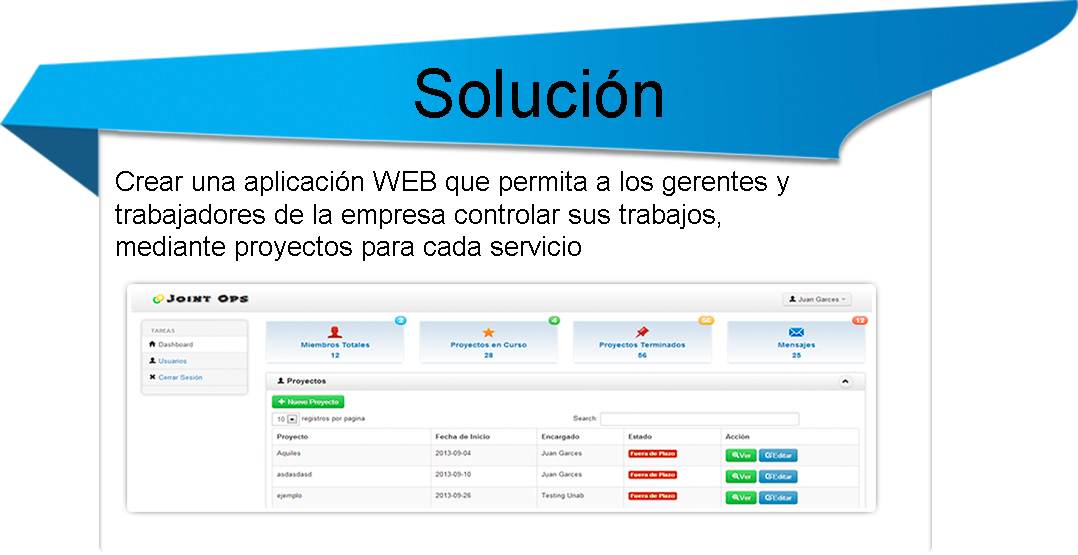 Solución
Crear una aplicación WEB que permita a los gerentes y
trabajadores de la empresa controlar sus trabajos,
mediante proyectos para cada servicio
Joint Ops
Juan Garces
TAREAS
Dashboard
Usuarios
Cerrar Sesión
2
Miembros Totales
12
4
Proyectos en Curso
28
56
Proyectos Terminados
56
12
Mensajes
25
Proyectos
+ Nuevo Proyecto
10 registros por pagina
Search:
Proyecto Fecha de Inicio Encargado Estado Acción
Aquiles 2013-09-04 Juan Garces Fuera de Plazo Ver Editar
asdasdasd 2013-09-10 Juan Garces Fuera de Plazo Ver Editar
ejemplo 2013-09-26 Testing Unab Fuera de Plazo Ver Editar